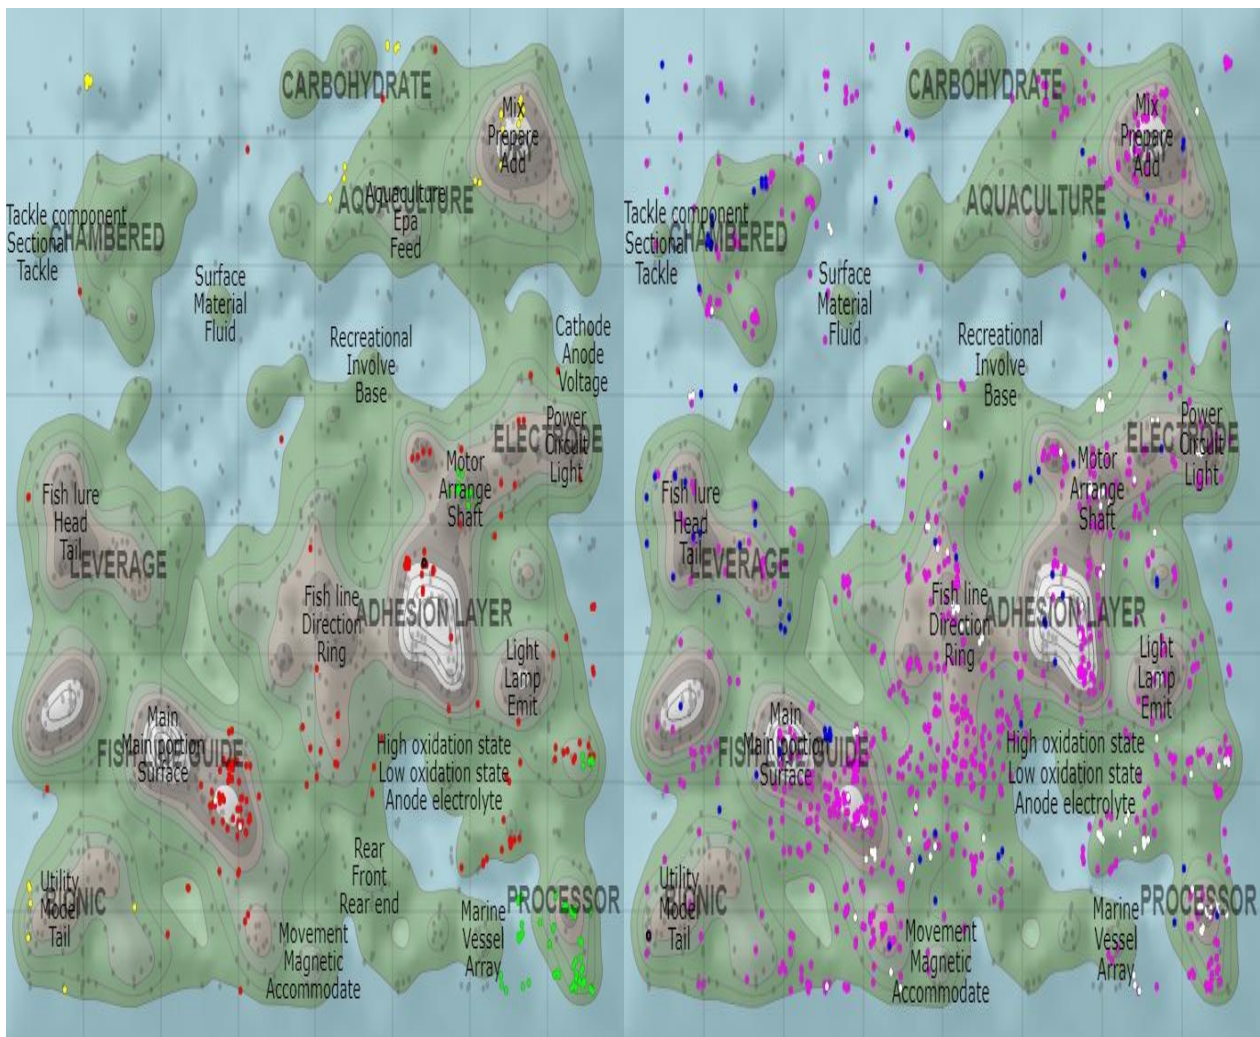 CARBOHYDRATE
Mix
Prepare
Add
Aquaculture
AQUACULTURE
Epa
Feed
Tackle component
Sectional
CHAMBERED
Tackle
Surface
Material
Fluid
Recreational
Involve
Base
Cathode
Anode
Voltage
Power
ELECTRODE
Circuit
Light
Motor
Arrange
Shaft
Fish lure
Head
Tail
LEVERAGE
Fish line
ADHESION LAYER
Direction
Ring
Light
Lamp
Emit
Main
Main portion
Surface
High oxidation state
Low oxidation state
Anode electrolyte
Rear
Front
Rear end
Utility
Model
Tail
PROCESSOR
Marine
Vessel
Array
Movement
Magnetic
Accommodate
CARBOHYDRATE
Mix
Prepare
Add
AQUACULTURE
Tackle component
Sectional
CHAMBERED
Tackle
Surface
Material
Fluid
Recreational
Involve
Base
Power
ELECTRODE
Circuit
Light
Motor
Arrange
Shaft
Fish lure
Head
Tail
LEVERAGE
Fish line
ADHESION LAYER
Direction
Ring
Light
Lamp
Emit
Main
Main portion
Surface
High oxidation state
Low oxidation state
Anode electrolyte
Utility
Model
Tail
PROCESSOR
Marine
Vessel
Array
Movement
Magnetic
Accommodate